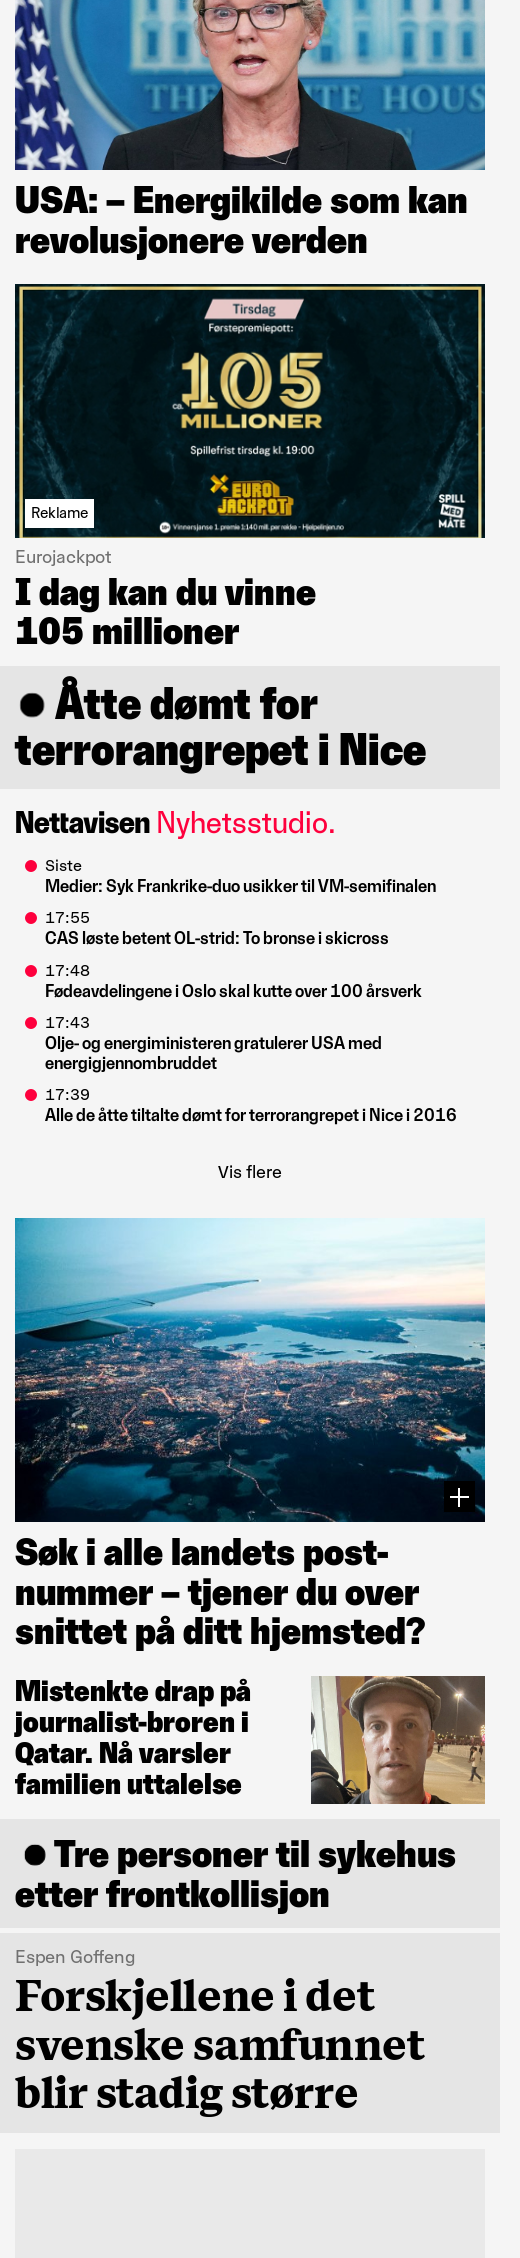 THE WHITE HOUS
USA: – Energikilde som kan
revolusjonere verden
Tirsdag
Førstepremiepott:
ca. 105
MILLIONER
Spillefrist tirsdag kl. 19:00
EURO
JACKPOT
SPILL
MED
MÅTE
Reklame
18+ Vinnersjanse 1. premie 1:140 mill. per rekke - Hjelpelinjen.no
Eurojackpot
I dag kan du vinne
105 millioner
Åtte dømt for
terrorangrepet i Nice
Nettavisen Nyhetsstudio.
Siste
Medier: Syk Frankrike-duo usikker til VM-semifinalen
17:55
CAS løste betent OL-strid: To bronse i skicross
17:48
Fødeavdelingene i Oslo skal kutte over 100 årsverk
17:43
Olje- og energiministeren gratulerer USA med
energigjennombruddet
17:39
Alle de åtte tiltalte dømt for terrorangrepet i Nice i 2016
Vis flere
Søk i alle landets post-
nummer – tjener du over
snittet på ditt hjemsted?
Mistenkte drap på
journalist-broren i
Qatar. Nå varsler
familien uttalelse
Tre personer til sykehus
etter frontkollisjon
Espen Goffeng
Forskjellene i det
svenske samfunnet
blir stadig større